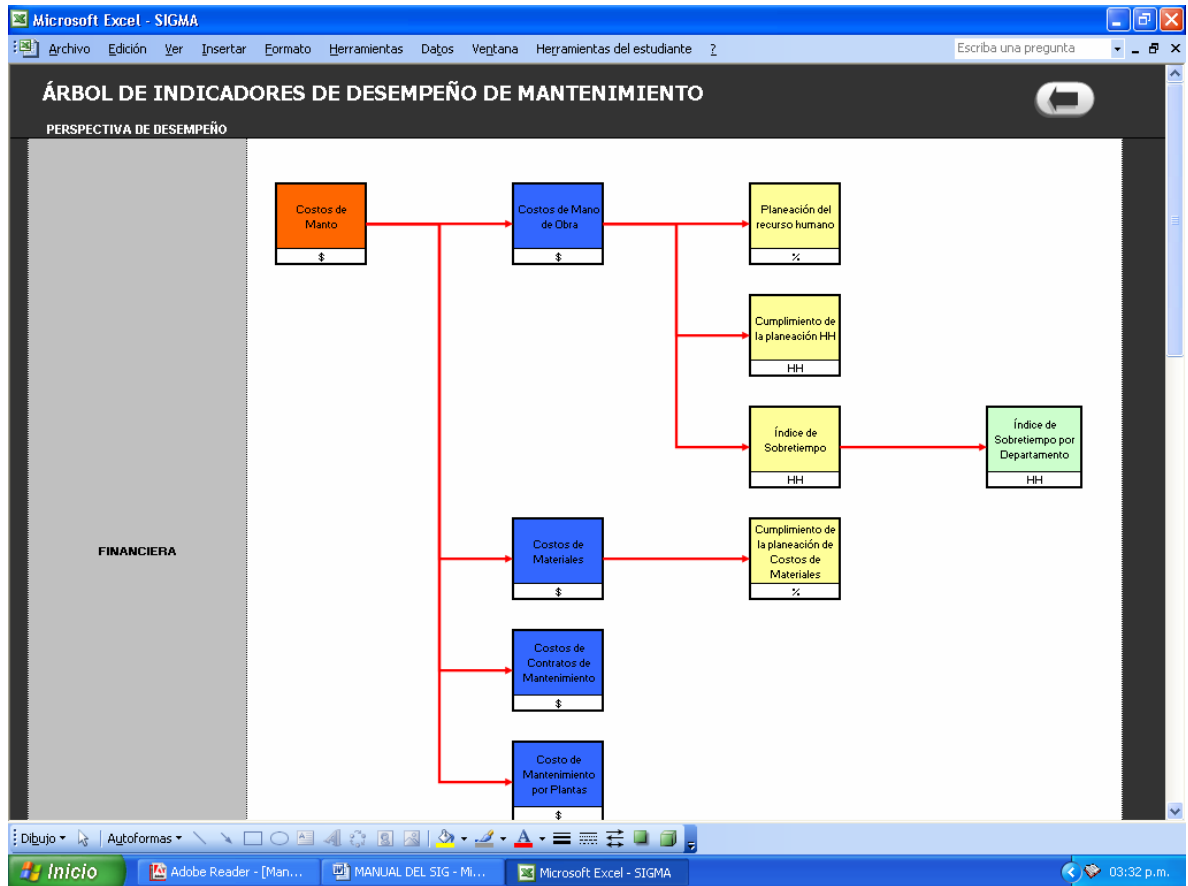 Microsoft Excel - SIGMA
Archivo Edición Ver Insertar Formato Herramientas Datos Ventana Herramientas del estudiante ?
Escriba una pregunta
ÁRBOL DE INDICADORES DE DESEMPEÑO DE MANTENIMIENTO
PERSPECTIVA DE DESEMPEÑO
Costos de
Manto
$
Costos de Mano
de Obra
$
Planeación del
recurso humano
%
Cumplimiento de
la planeación HH
HH
Índice de
Sobretiempo
HH
Índice de
Sobretiempo por
Departamento
HH
FINANCIERA
Costos de
Materiales
$
Cumplimiento de
la planeación de
Costos de
Materiales
%
Costos de
Contratos de
Mantenimiento
$
Costo de
Mantenimiento
por Plantas
$
Dibujo Autoformas
Inicio
Adobe Reader - [Man...
MANUAL DEL SIG - Mi...
Microsoft Excel - SIGMA
03:32 p.m.